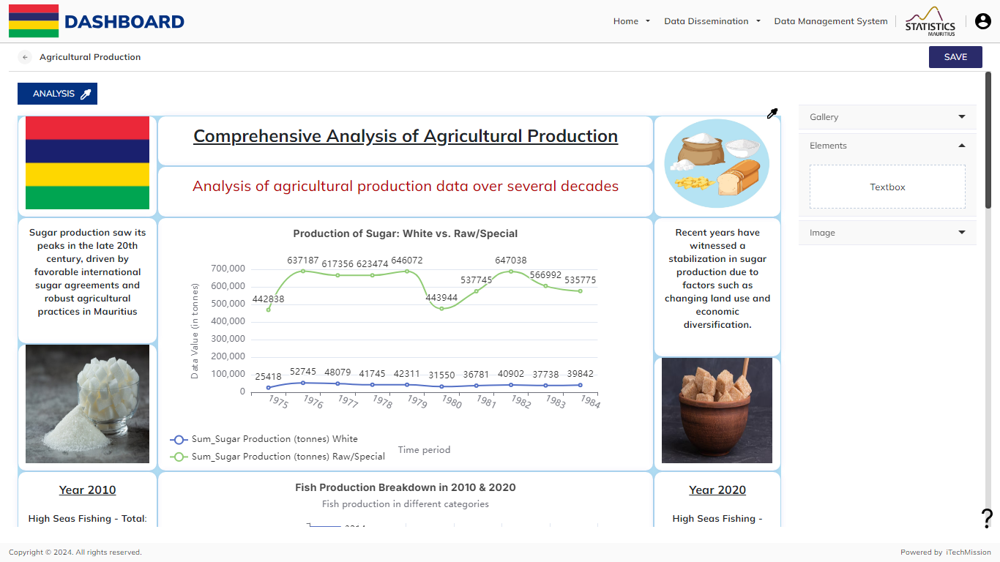 DASHBOARD
Home
Data Dissemination
Data Management System
STATISTICS
MAURITIUS
Agricultural Production
SAVE
ANALYSIS
Comprehensive Analysis of Agricultural Production
Analysis of agricultural production data over several decades
Gallery
Elements
Textbox
Image
Sugar production saw its
peaks in the late 20th
century, driven by
favorable international
sugar agreements and
robust agricultural
practices in Mauritius
Production of Sugar: White vs. Raw/Special
Data Value (in tonnes)
700,000
600,000
500,000
400,000
300,000
200,000
100,000
0
442838
637187
617356
623474
646072
443944
537745
647038
566992
535775
25418
52745
48079
41745
42311
31550
36781
40902
37738
39842
1975
1976
1977
1978
1979
1980
1981
1982
1983
1984
Sum_Sugar Production (tonnes) White
Sum_Sugar Production (tonnes) Raw/Special
Time period
Recent years have
witnessed a
stabilization in sugar
production due to
factors such as
changing land use and
economic
diversification.
Year 2010
High Seas Fishing - Total:
Fish Production Breakdown in 2010 & 2020
Fish production in different categories
Year 2020
High Seas Fishing -
?
Copyright © 2024. All rights reserved.
Powered by iTechMission